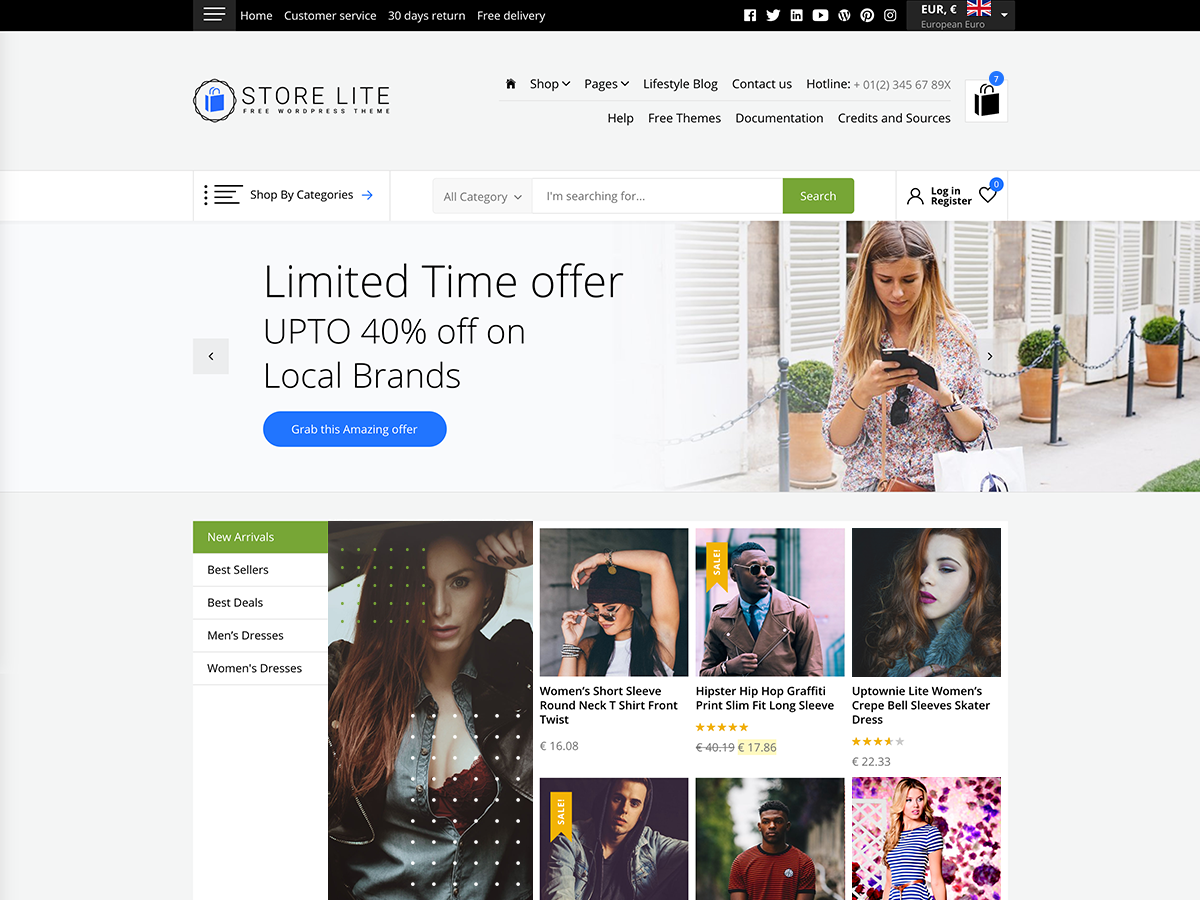 Home Customer service 30 days return Free delivery
EUR, €
European Euro
STORE LITE
FREE WORDPRESS THEME
Shop Pages Lifestyle Blog Contact us Hotline: + 01(2) 345 67 89X
7
Help Free Themes Documentation Credits and Sources
Shop By Categories
All Category I'm searching for... Search
Log in
Register
0
Limited Time offer
UPTO 40% off on
Local Brands
Grab this Amazing offer
New Arrivals
Best Sellers
Best Deals
Men’s Dresses
Women's Dresses
Women’s Short Sleeve
Round Neck T Shirt Front
Twist
€ 16.08
SALE!
Hipster Hip Hop Graffiti
Print Slim Fit Long Sleeve
€ 40.19 € 17.86
Uptownie Lite Women’s
Crepe Bell Sleeves Skater
Dress
€ 22.33
SALE!